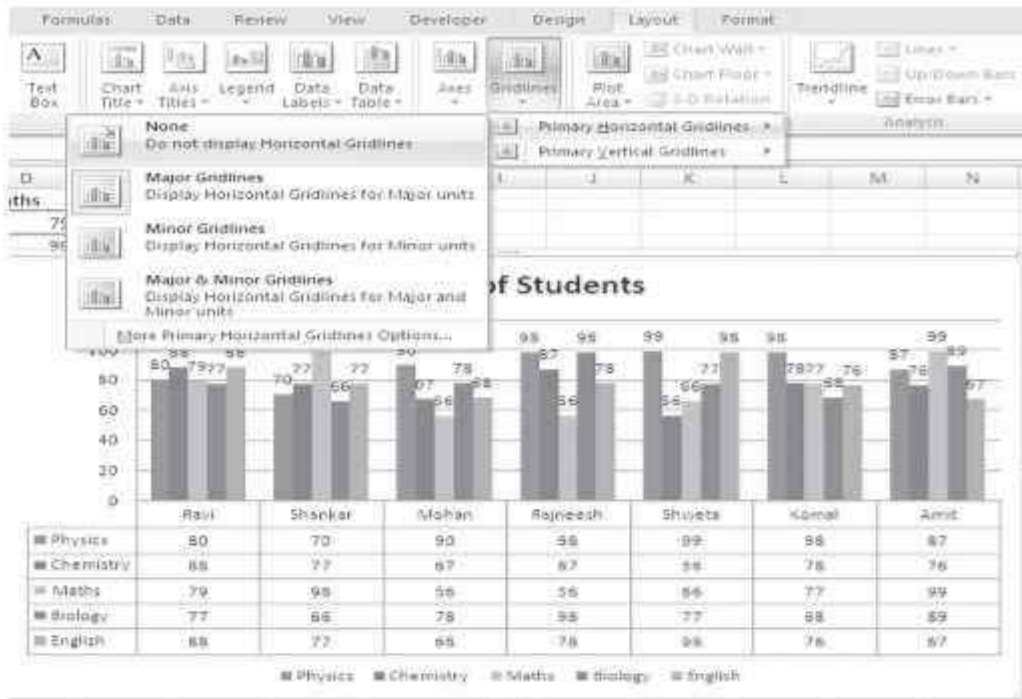 Formulas Data Review View Developer Design Layout Format
A
Text Box
Chart Title
Axis Titles
Legend
Data Labels
Data Table
Axes
Gridlines
Plot Area
Chart Wall
Chart Floor
3-D Rotation
Trendline
Lines
Up/Down Bars
Error Bars
Analysis
None
Do not display Horizontal Gridlines
Major Gridlines
Display Horizontal Gridlines for Major units
Minor Gridlines
Display Horizontal Gridlines for Minor units
Major & Minor Gridlines
Display Horizontal Gridlines for Major and
Minor units
More Primary Horizontal Gridlines Options...
Primary Horizontal Gridlines
Primary Vertical Gridlines
D J K L M N
ths
of Students
100
80
60
40
20
0
Ravi Shankar Mohan Rajneesh Shweta Komal Amit
Physics 80 70 90 98 99 98 87
Chemistry 88 77 67 87 56 78 76
Maths 79 98 56 56 66 77 99
Biology 77 66 78 98 77 68 89
English 88 77 68 78 98 76 67
Physics Chemistry Maths Biology English